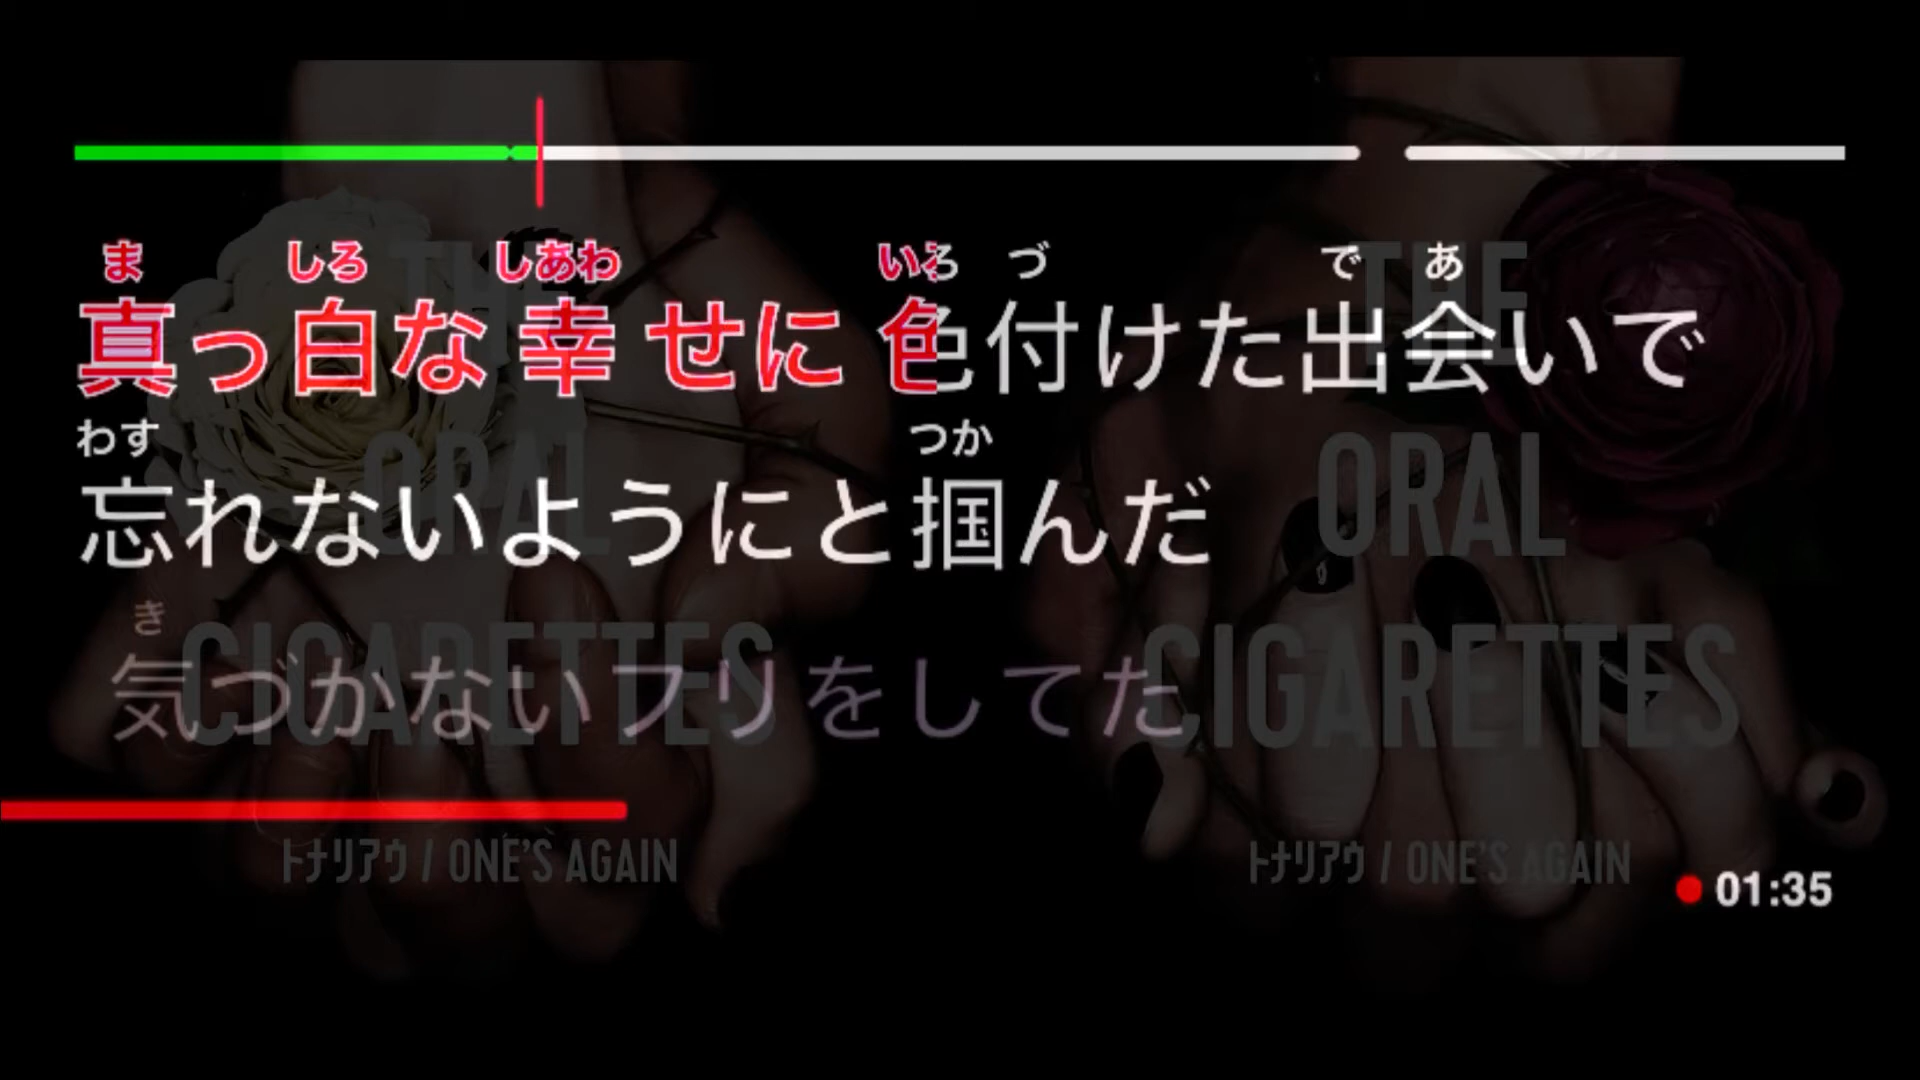 ま しろ しあわ いろ づ で あ
真っ白な幸せに 色付けた出会いで
わす つか
忘れないようにと掴んだ
き
気づかないフリをしてた
THE
ORAL
CIGARETTES
トナリアウ / ONE'S AGAIN
THE
ORAL
CIGARETTES
トナリアウ / ONE'S AGAIN
01:35